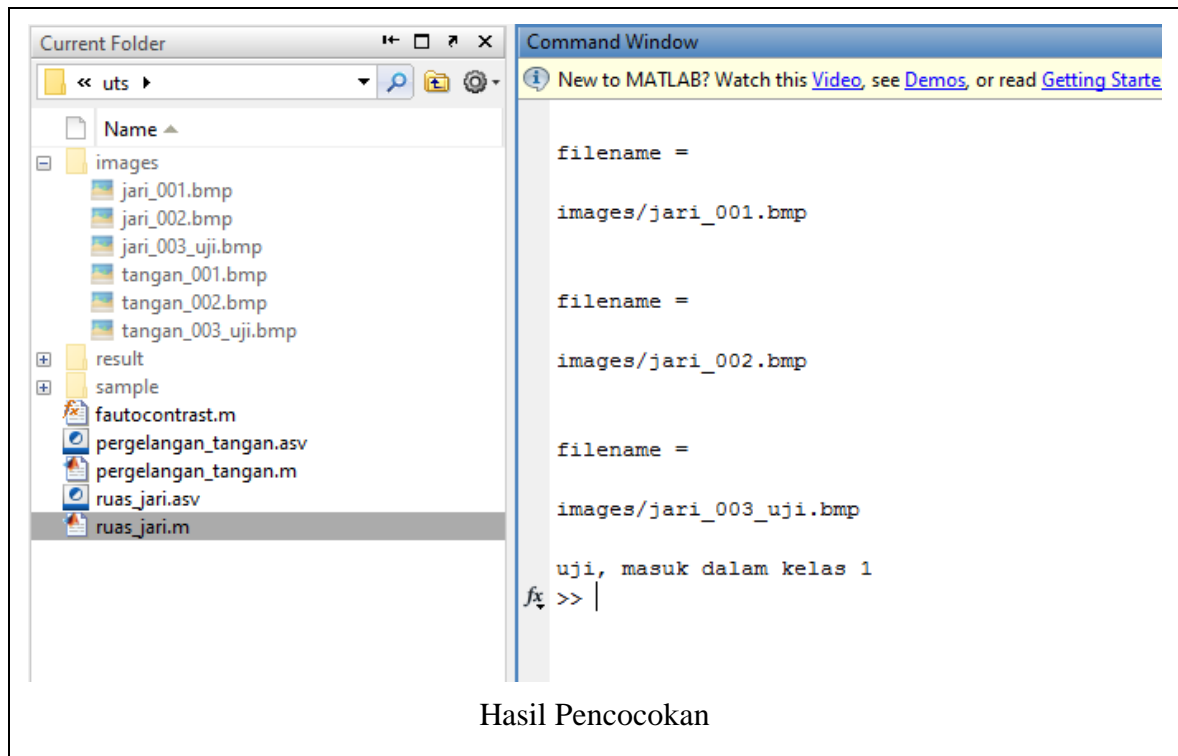 Current Folder
« uts
Name
images
jari_001.bmp
jari_002.bmp
jari_003_uji.bmp
tangan_001.bmp
tangan_002.bmp
tangan_003_uji.bmp
result
sample
fautocontrast.m
pergelangan_tangan.asv
pergelangan_tangan.m
ruas_jari.asv
ruas_jari.m
Command Window
New to MATLAB? Watch this Video, see Demos, or read Getting Starte
filename =
images/jari_001.bmp
filename =
images/jari_002.bmp
filename =
images/jari_003_uji.bmp
uji, masuk dalam kelas 1
fx >>
Hasil Pencocokan